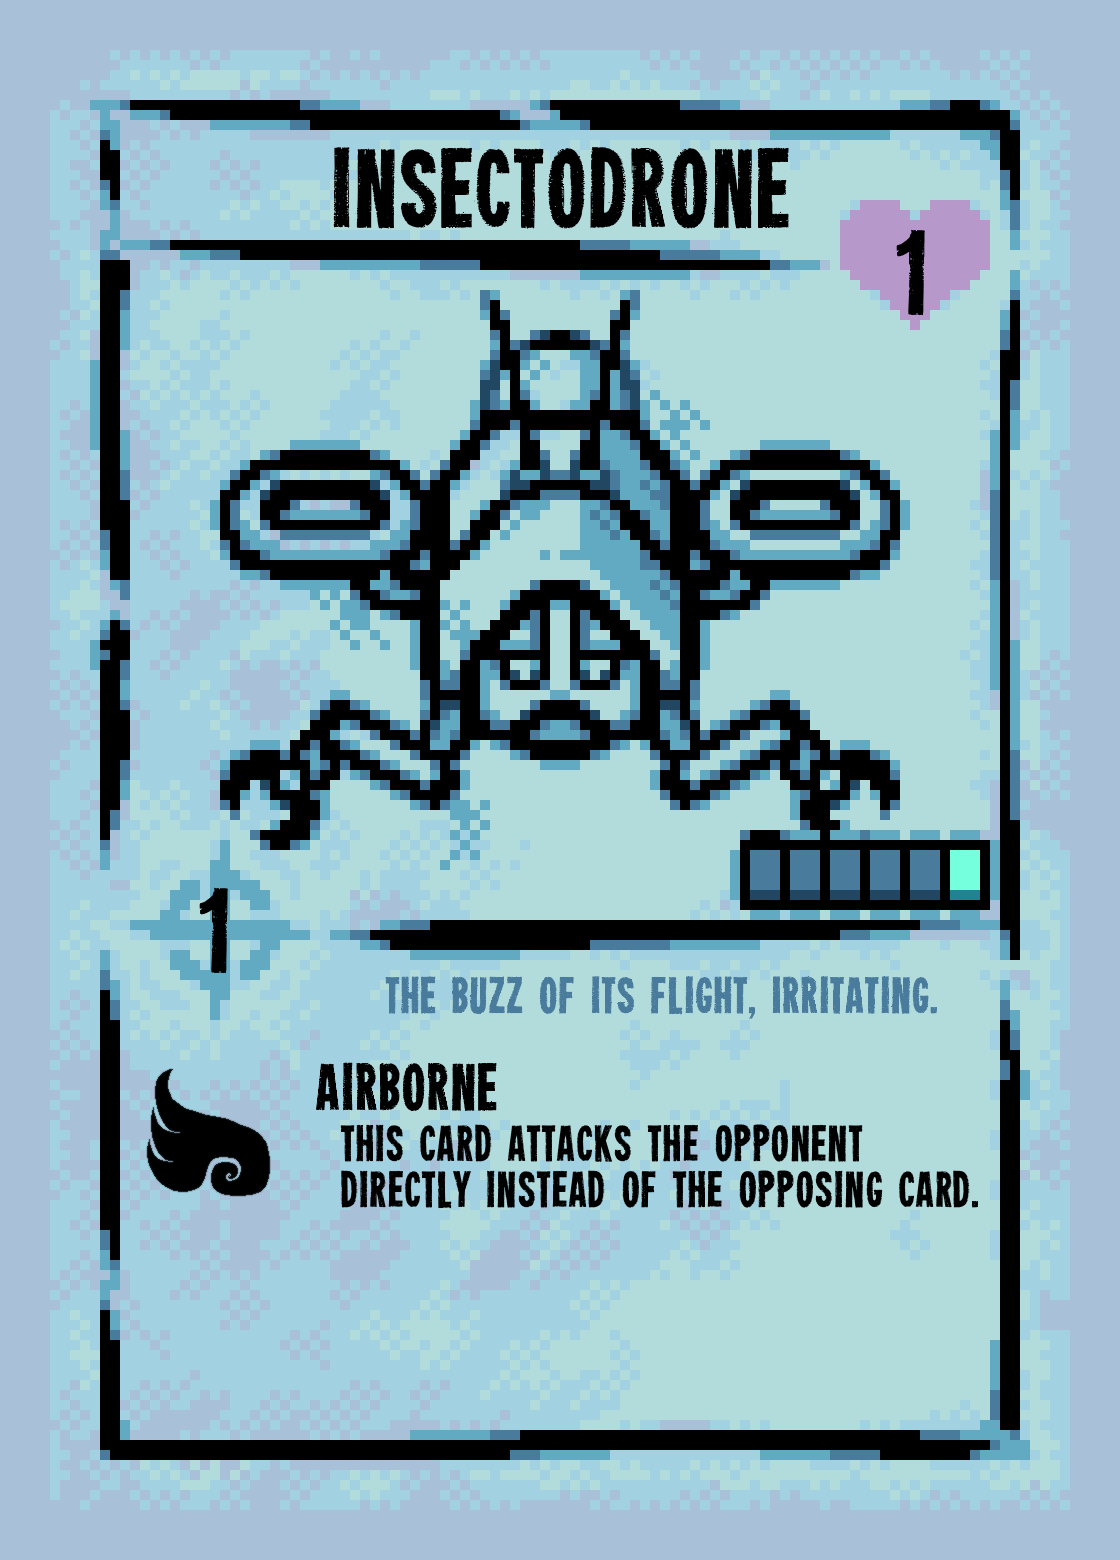 INSECTODRONE
1
1
THE BUZZ OF ITS FLIGHT, IRRITATING.
AIRBORNE
THIS CARD ATTACKS THE OPPONENT
DIRECTLY INSTEAD OF THE OPPOSING CARD.